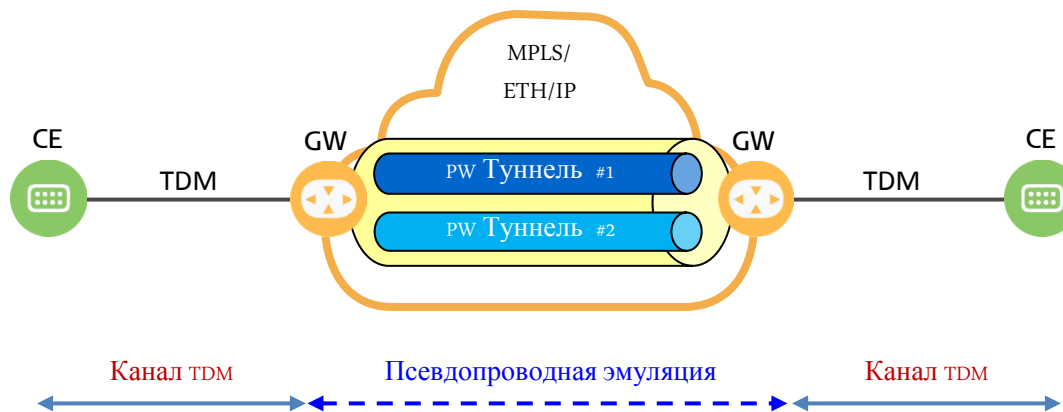 MPLS/
ETH/IP
CE
GW
GW
CE
TDM
PW Туннель #1
TDM
PW Туннель #2
Канал TDM
Псевдопроводная эмуляция
Канал TDM